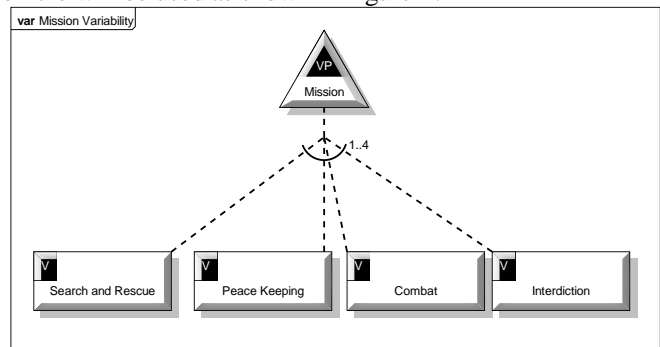 var Mission Variability
VP
Mission
1..4
V
Search and Rescue
V
Peace Keeping
V
Combat
V
Interdiction